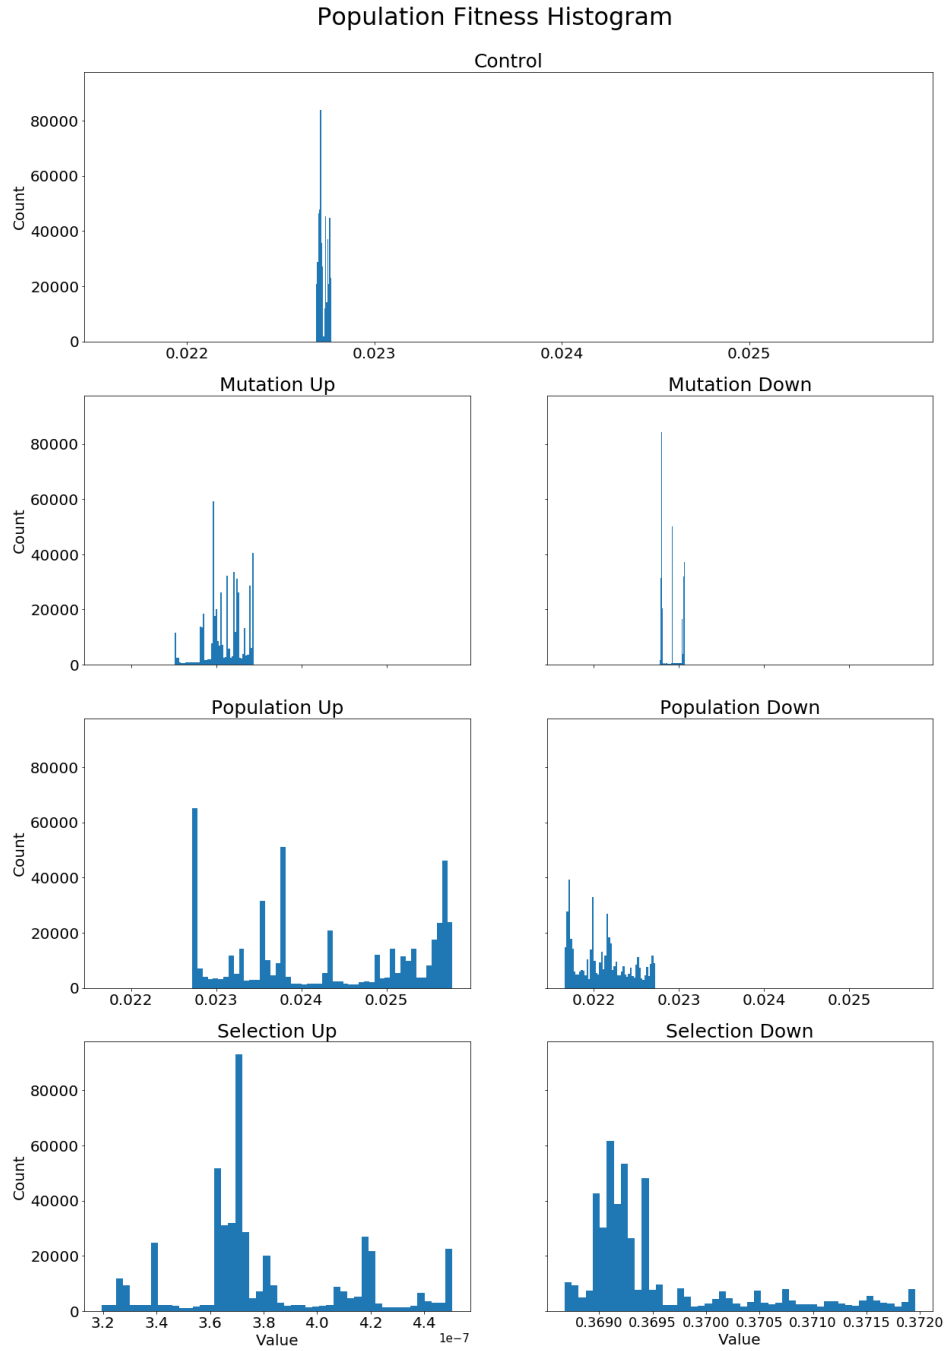 Population Fitness Histogram
Control
Count
80000
60000
40000
20000
0
0.022 0.023 0.024 0.025
Mutation Up Mutation Down
Count
80000
60000
40000
20000
0
Population Up Population Down
Count
80000
60000
40000
20000
0
0.022 0.023 0.024 0.025 0.022 0.023 0.024 0.025
Selection Up Selection Down
Count
80000
60000
40000
20000
0
3.2 3.4 3.6 3.8 4.0 4.2 4.4 0.3690 0.3695 0.3700 0.3705 0.3710 0.3715 0.3720
Value 1e−7 Value